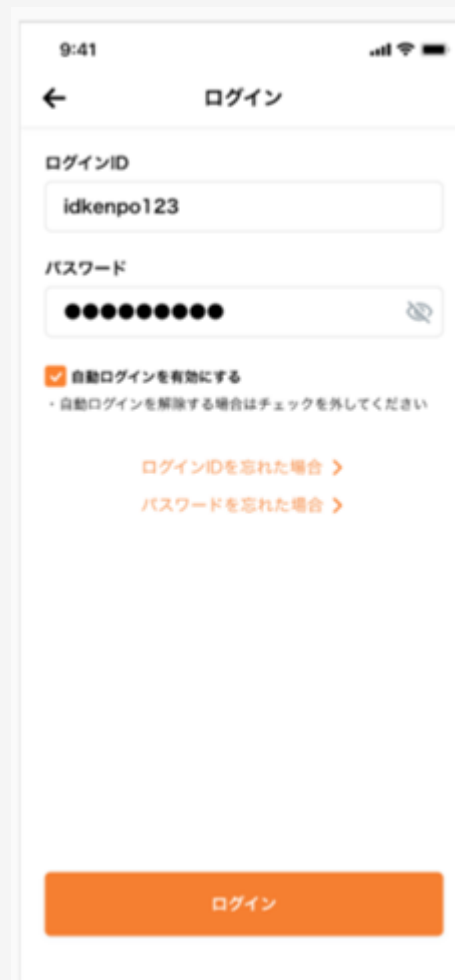 9:41
ログイン
ログインID
idkenpo123
パスワード
●●●●●●●●●
自動ログインを有効にする
・自動ログインを解除する場合はチェックを外してください
ログインIDを忘れた場合
パスワードを忘れた場合
ログイン